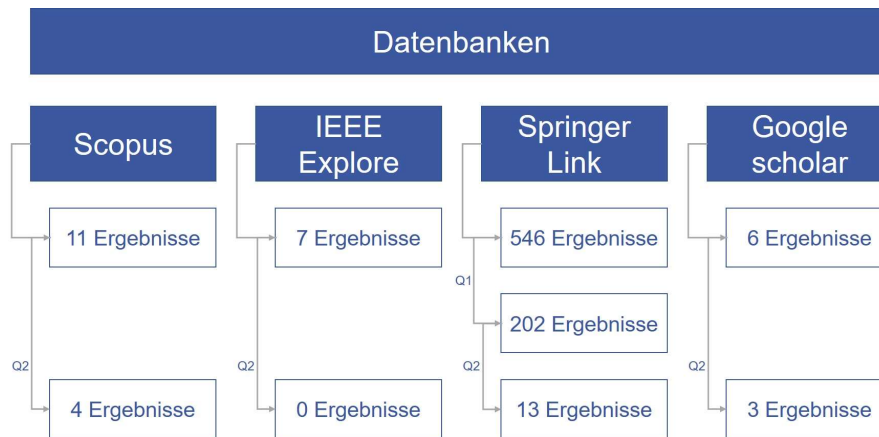 Datenbanken
Scopus
IEEE
Explore
Springer
Link
Google
scholar
11 Ergebnisse
7 Ergebnisse
546 Ergebnisse
6 Ergebnisse
Q1
202 Ergebnisse
Q2
Q2
Q2
Q2
4 Ergebnisse
0 Ergebnisse
13 Ergebnisse
3 Ergebnisse